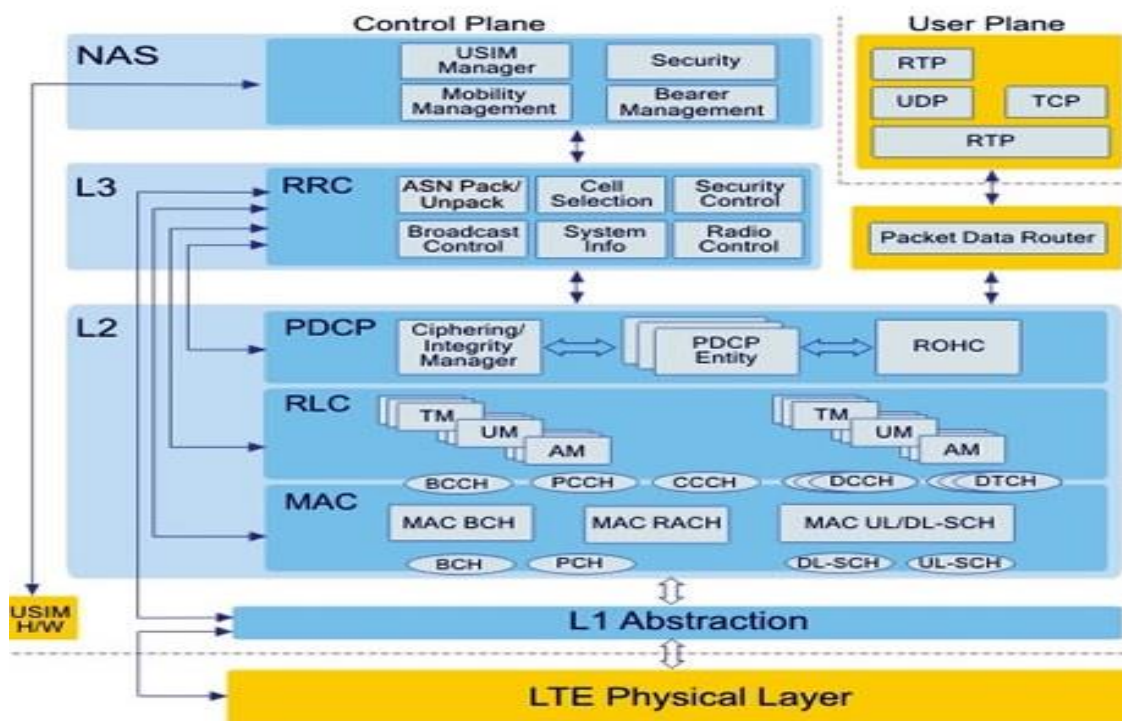 Control Plane
User Plane
NAS
USIM
Manager
Security
Mobility
Management
Bearer
Management
RTP
UDP
TCP
RTP
L3
RRC
ASN Pack/
Unpack
Cell
Selection
Security
Control
Broadcast
Control
System
Info
Radio
Control
Packet Data Router
L2
PDCP
Ciphering/
Integrity
Manager
PDCP
Entity
ROHC
RLC
TM
UM
AM
TM
UM
AM
BCCH
PCCH
CCCH
DCCH
DTCH
MAC
MAC BCH
MAC RACH
MAC UL/DL-SCH
BCH
PCH
DL-SCH
UL-SCH
USIM
H/W
L1 Abstraction
LTE Physical Layer